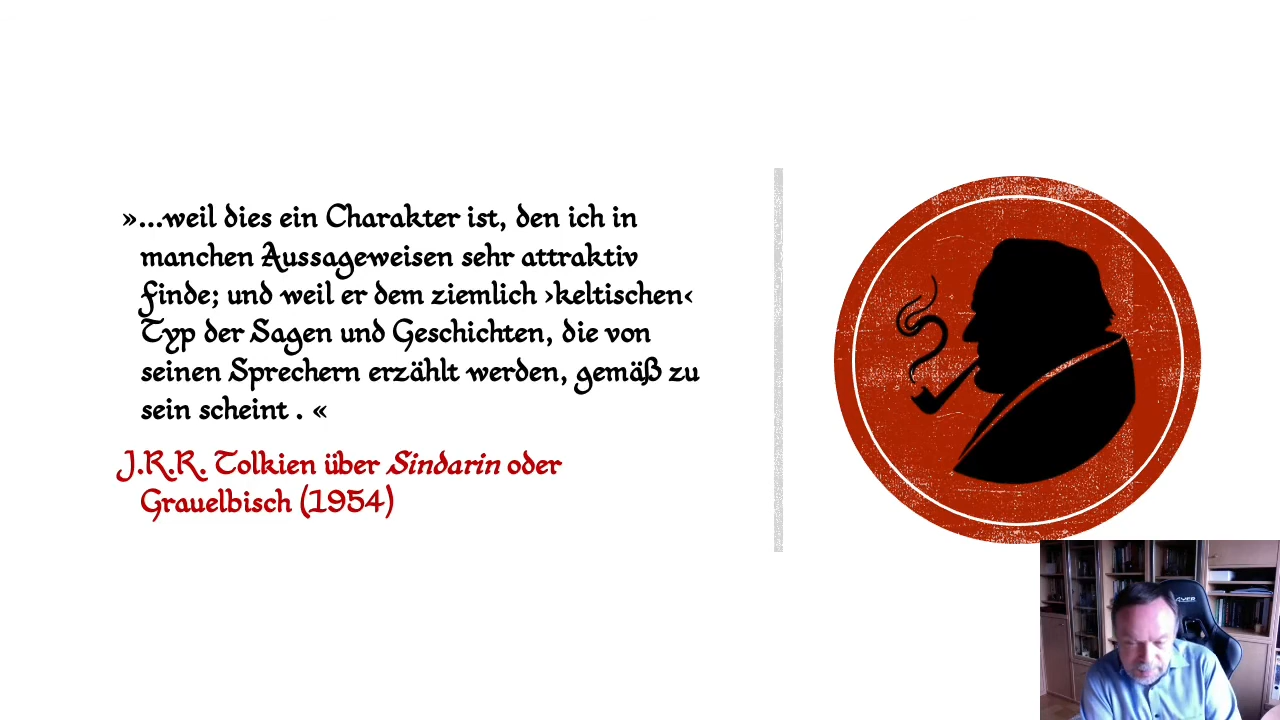 »...weil dies ein Charakter ist, den ich in
manchen Aussageweisen sehr attraktiv
finde; und weil er dem ziemlich ›keltischen‹
Typ der Sagen und Geschichten, die von
seinen Sprechern erzählt werden, gemäß zu
sein scheint . «
J.R.R. Tolkien über Sindarin oder
Grauelbisch (1954)